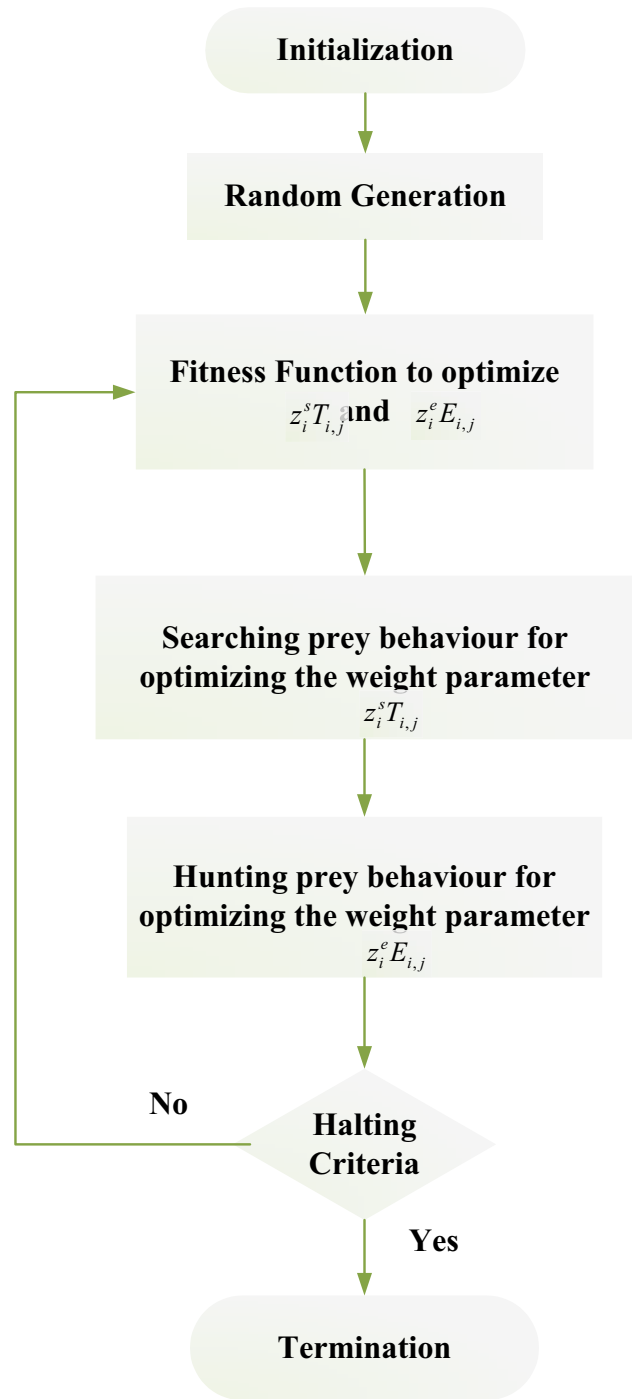 Initialization
Random Generation
Fitness Function to optimize
$z_i^s T_{i,j}$ and $z_i^e E_{i,j}$
Searching prey behaviour for
optimizing the weight parameter
$z_i^s T_{i,j}$
Hunting prey behaviour for
optimizing the weight parameter
$z_i^e E_{i,j}$
No
Halting
Criteria
Yes
Termination